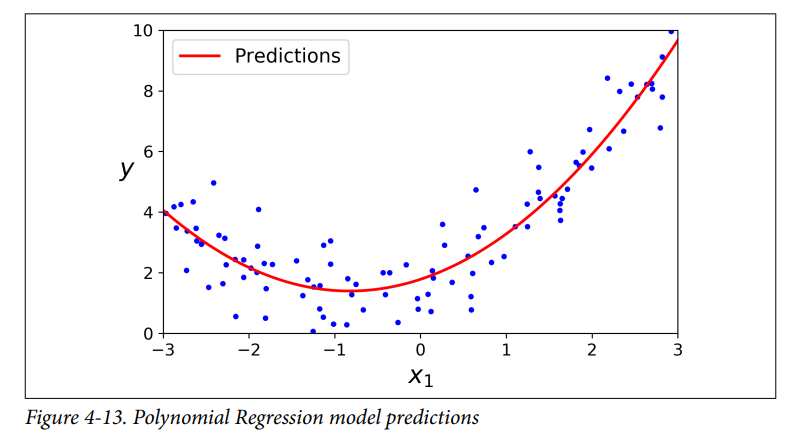 10
Predictions
8
6
y
4
2
0
−3 −2 −1 0 1 2 3
x1
Figure 4-13. Polynomial Regression model predictions